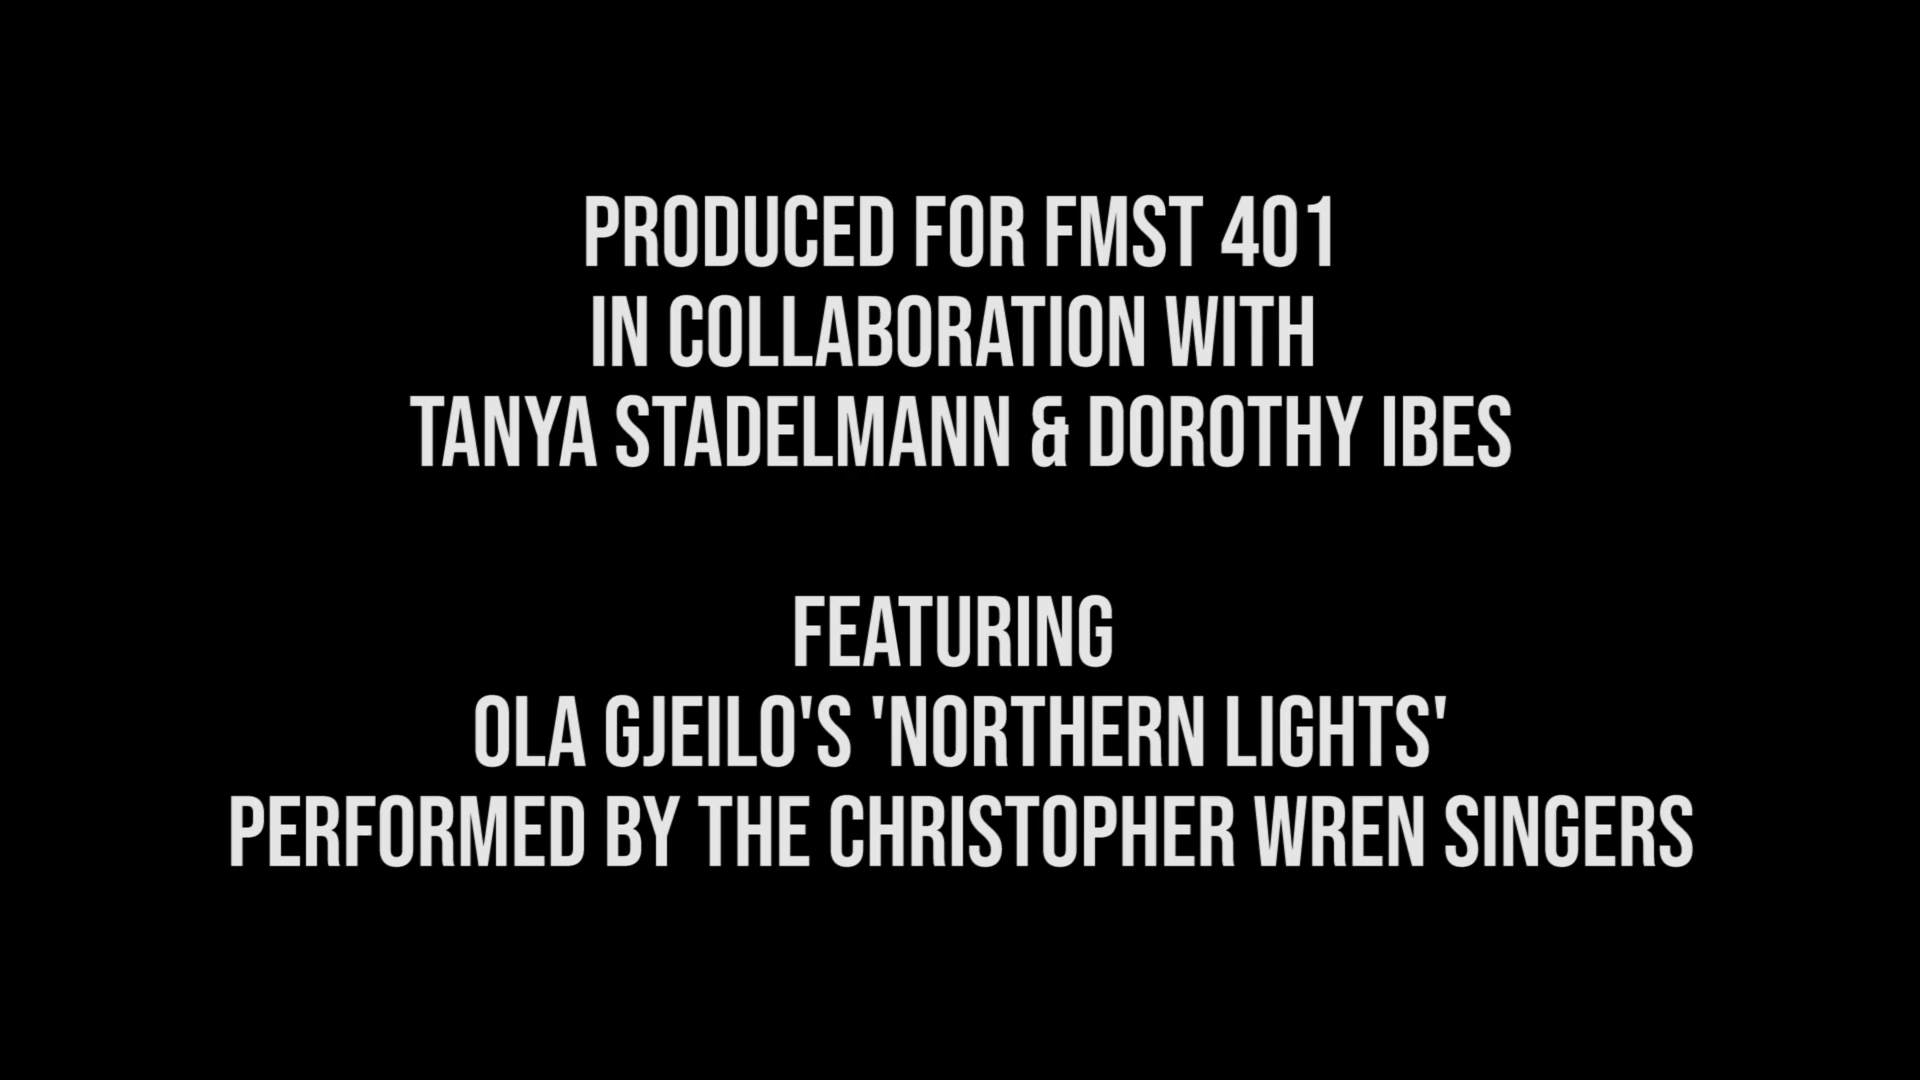 PRODUCED FOR FMST 401
IN COLLABORATION WITH
TANYA STADELMANN & DOROTHY IBES
FEATURING
OLA GJEILO'S 'NORTHERN LIGHTS'
PERFORMED BY THE CHRISTOPHER WREN SINGERS